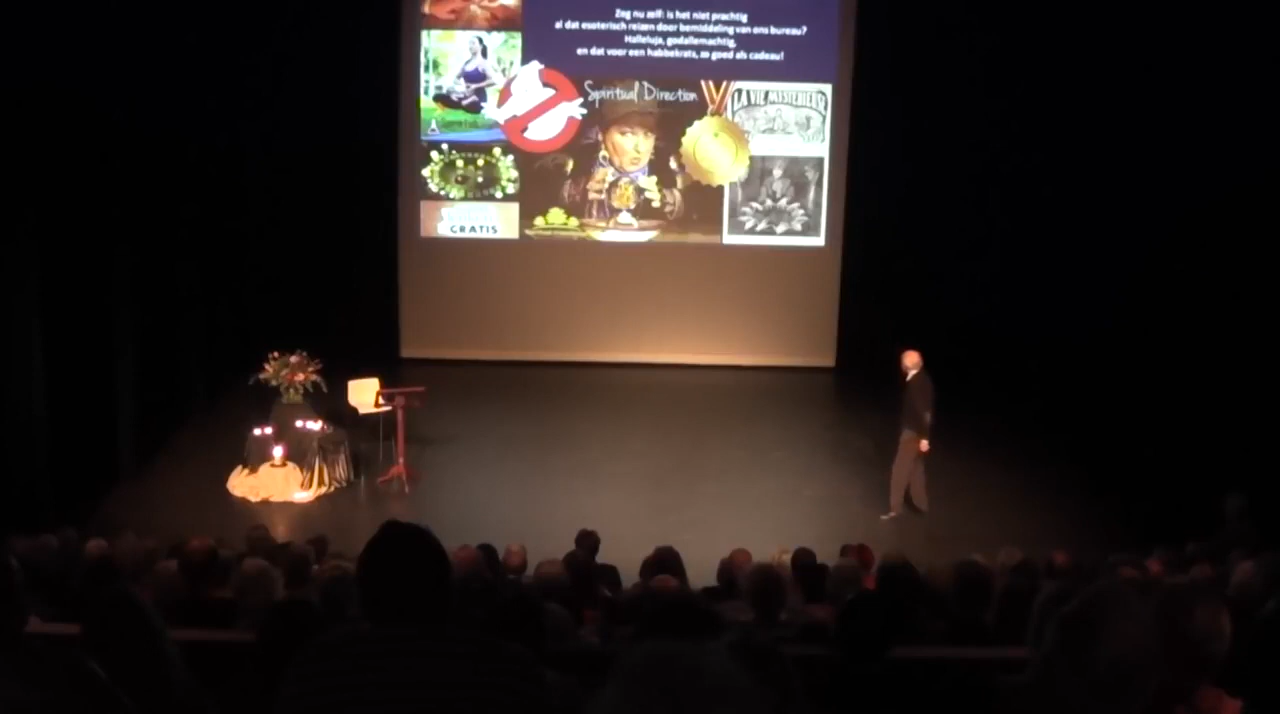 Zeg nu zelf: is het niet prachtig
al dat esoterisch reizen door bemiddeling van ons bureau?
Halleluja, godallemachtig,
en dat voor een habbekrats, zo goed als cadeau!
Spiritual Direction
LA VIE MYSTERIEUSE
GRATIS